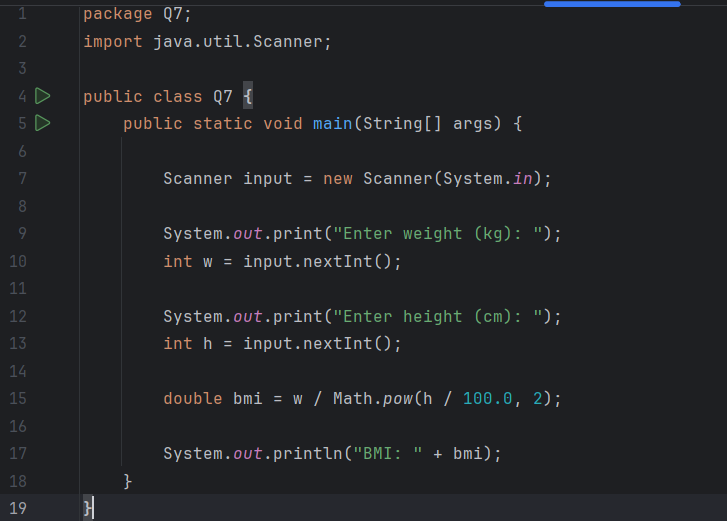 1 package Q7;
2 import java.util.Scanner;
3
4 public class Q7 {
5 public static void main(String[] args) {
6
7 Scanner input = new Scanner(System.in);
8
9 System.out.print("Enter weight (kg): ");
10 int w = input.nextInt();
11
12 System.out.print("Enter height (cm): ");
13 int h = input.nextInt();
14
15 double bmi = w / Math.pow(h / 100.0, 2);
16
17 System.out.println("BMI: " + bmi);
18 }
19 }